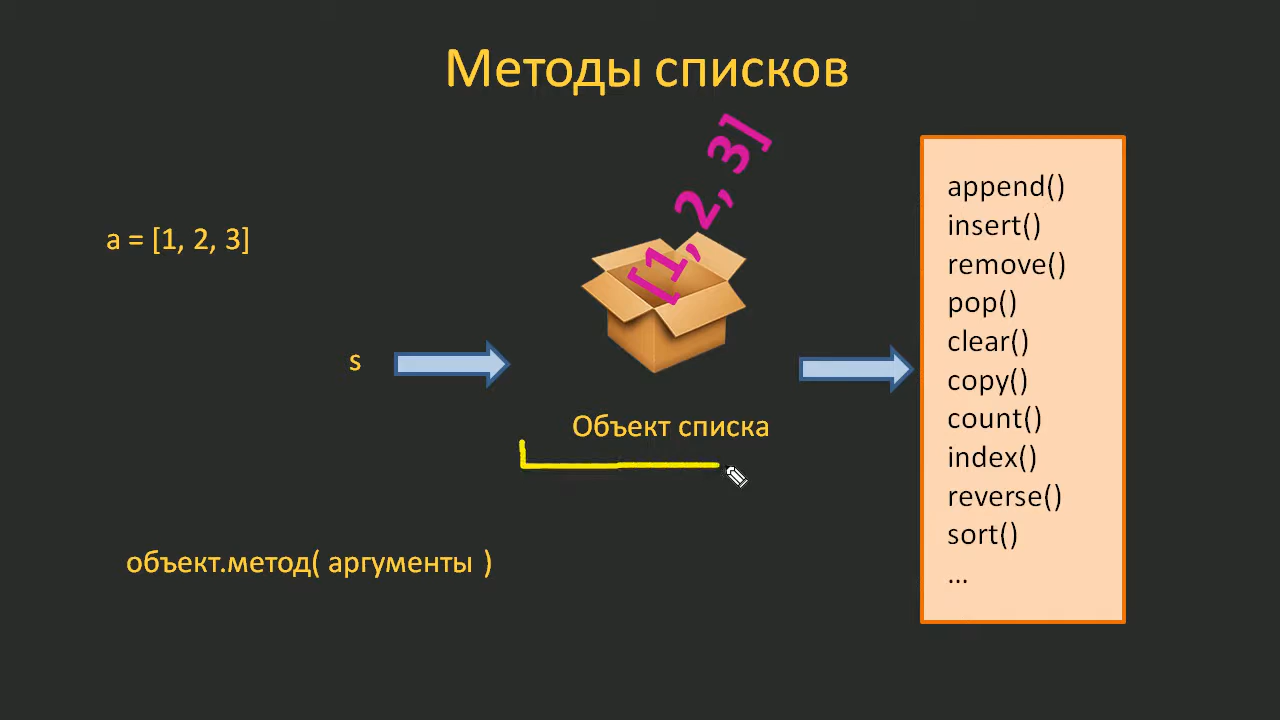 Методы списков
a = [1, 2, 3]
[1, 2, 3]
s
Объект списка
объект.метод( аргументы )
append()
insert()
remove()
pop()
clear()
copy()
count()
index()
reverse()
sort()
...